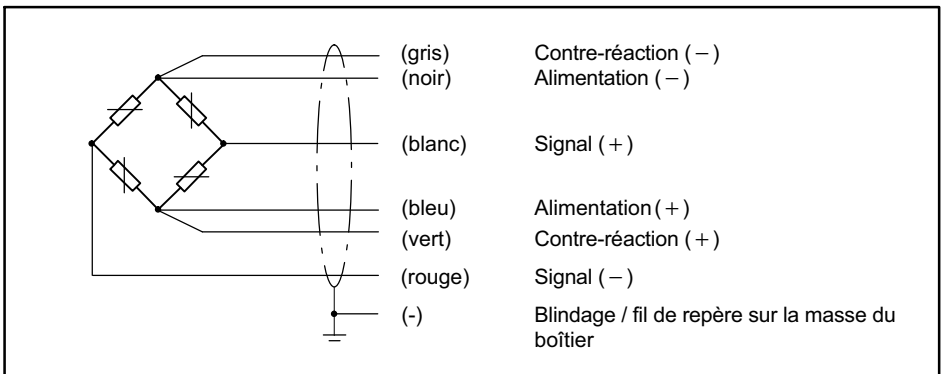 (gris) Contre-réaction (−)
(noir) Alimentation (−)
(blanc) Signal (+)
(bleu) Alimentation (+)
(vert) Contre-réaction (+)
(rouge) Signal (−)
(-) Blindage / fil de repère sur la masse du
boîtier